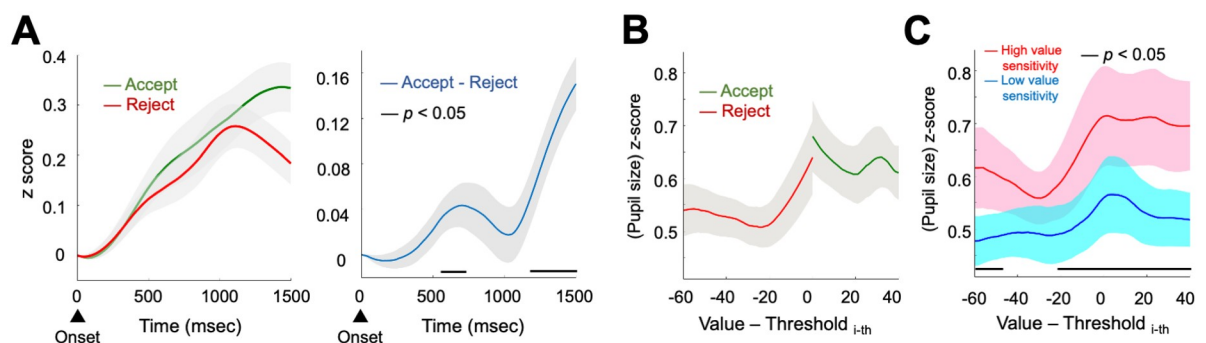 A
z score
0.4
0.3
0.2
0.1
0
Accept
Reject
0
500
1000
1500
Onset
Time (msec)
0.16
0.12
0.08
0.04
0
Accept - Reject
p < 0.05
0
500
1000
1500
Onset
Time (msec)
B
(Pupil size) z-score
0.8
0.7
0.6
0.5
Accept
Reject
-60
-40
-20
0
20
40
Value – Threshold i-th
C
(Pupil size) z-score
0.8
0.7
0.6
0.5
High value
sensitivity
Low value
sensitivity
p < 0.05
-60
-40
-20
0
20
40
Value – Threshold i-th